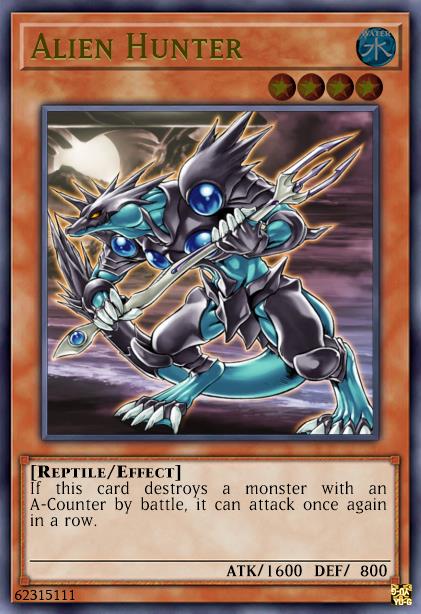 Alien Hunter
WATER
水
[Reptile/Effect]
If this card destroys a monster with an
A-Counter by battle, it can attack once again
in a row.
ATK/1600 DEF/ 800
62315111